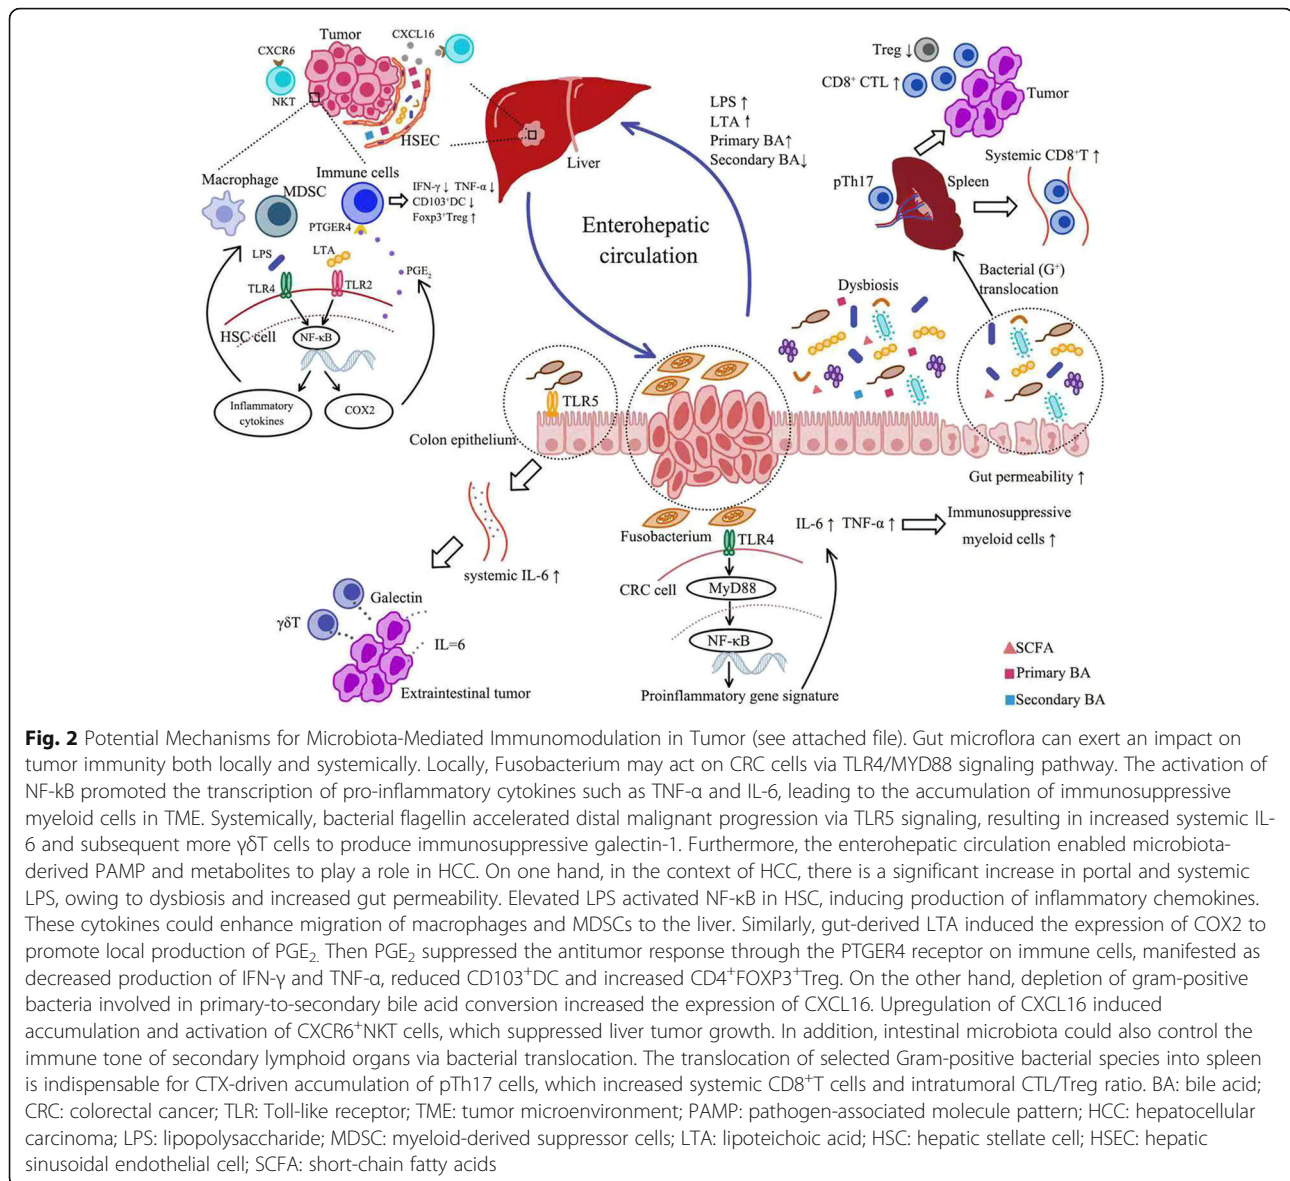 Tumor
CXCR6
NKT
CXCL16
HSEC
Liver
Macrophage
MDSC
Immune cells
PTGER4
IFN-γ ↓ TNF-α ↓
CD103⁺DC ↓
Foxp3⁺Treg ↑
LPS
LTA
TLR4
TLR2
PGE₂
HSC cell
NF-κB
Inflammatory
cytokines
COX2
Enterohepatic
circulation
LPS ↑
LTA ↑
Primary BA↑
Secondary BA↓
Treg ↓
CD8⁺ CTL ↑
Tumor
pTh17
Spleen
Systemic CD8⁺T ↑
Bacterial (G⁺)
translocation
Dysbiosis
TLR5
Colon epithelium
Gut permeability ↑
systemic IL-6 ↑
Galectin
γδT
IL=6
Extraintestinal tumor
Fusobacterium
TLR4
CRC cell
MyD88
NF-κB
Proinflammatory gene signature
IL-6 ↑ TNF-α ↑
Immunosuppressive
myeloid cells ↑
SCFA
Primary BA
Secondary BA
Fig. 2 Potential Mechanisms for Microbiota-Mediated Immunomodulation in Tumor (see attached file). Gut microflora can exert an impact on
tumor immunity both locally and systemically. Locally, Fusobacterium may act on CRC cells via TLR4/MYD88 signaling pathway. The activation of
NF-kB promoted the transcription of pro-inflammatory cytokines such as TNF-α and IL-6, leading to the accumulation of immunosuppressive
myeloid cells in TME. Systemically, bacterial flagellin accelerated distal malignant progression via TLR5 signaling, resulting in increased systemic IL-
6 and subsequent more γδT cells to produce immunosuppressive galectin-1. Furthermore, the enterohepatic circulation enabled microbiota-
derived PAMP and metabolites to play a role in HCC. On one hand, in the context of HCC, there is a significant increase in portal and systemic
LPS, owing to dysbiosis and increased gut permeability. Elevated LPS activated NF-κB in HSC, inducing production of inflammatory chemokines.
These cytokines could enhance migration of macrophages and MDSCs to the liver. Similarly, gut-derived LTA induced the expression of COX2 to
promote local production of PGE₂. Then PGE₂ suppressed the antitumor response through the PTGER4 receptor on immune cells, manifested as
decreased production of IFN-γ and TNF-α, reduced CD103⁺DC and increased CD4⁺FOXP3⁺Treg. On the other hand, depletion of gram-positive
bacteria involved in primary-to-secondary bile acid conversion increased the expression of CXCL16. Upregulation of CXCL16 induced
accumulation and activation of CXCR6⁺NKT cells, which suppressed liver tumor growth. In addition, intestinal microbiota could also control the
immune tone of secondary lymphoid organs via bacterial translocation. The translocation of selected Gram-positive bacterial species into spleen
is indispensable for CTX-driven accumulation of pTh17 cells, which increased systemic CD8⁺T cells and intratumoral CTL/Treg ratio. BA: bile acid;
CRC: colorectal cancer; TLR: Toll-like receptor; TME: tumor microenvironment; PAMP: pathogen-associated molecule pattern; HCC: hepatocellular
carcinoma; LPS: lipopolysaccharide; MDSC: myeloid-derived suppressor cells; LTA: lipoteichoic acid; HSC: hepatic stellate cell; HSEC: hepatic
sinusoidal endothelial cell; SCFA: short-chain fatty acids